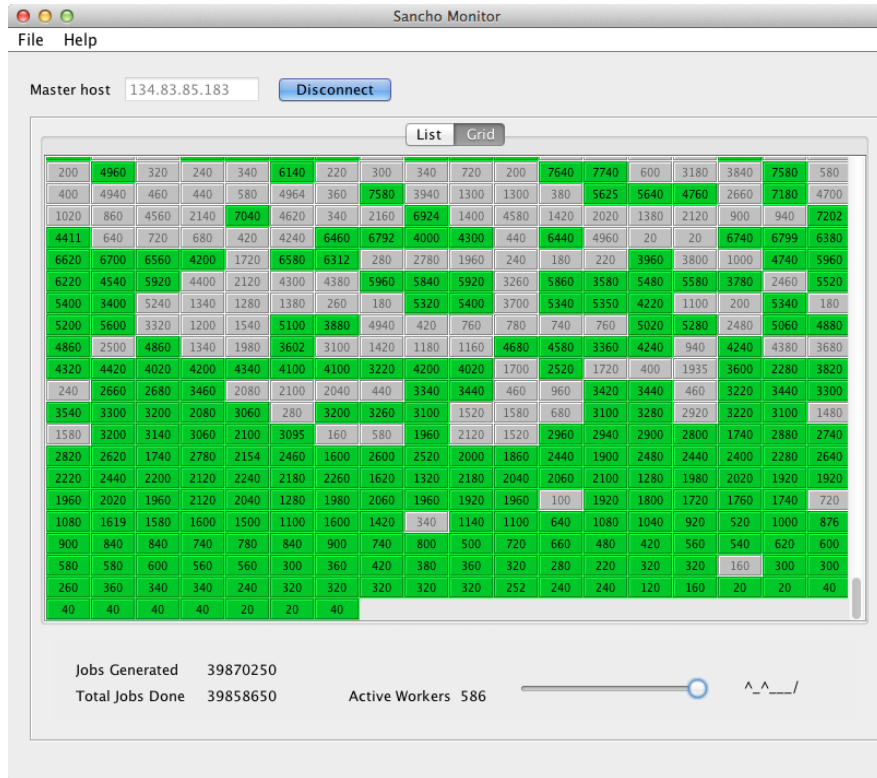 Sancho Monitor
File Help
Master host 134.83.85.183 Disconnect
List Grid
200 4960 320 240 340 6140 220 300 340 720 200 7640 7740 600 3180 3840 7580 580
400 4940 460 440 580 4964 360 7580 3940 1300 1300 380 5625 5640 4760 2660 7180 4700
1020 860 4560 2140 7040 4620 340 2160 6924 1400 4580 1420 2020 1380 2120 900 940 7202
4411 640 720 680 420 4240 6460 6792 4000 4300 440 6440 4960 20 20 6740 6799 6380
6620 6700 6560 4200 1720 6580 6312 280 2780 1960 240 180 220 3960 3800 1000 4740 5960
6220 4540 5920 4400 2120 4300 4380 5960 5840 5920 3260 5860 3580 5480 5580 3780 2460 5520
5400 3400 5240 1340 1280 1380 260 180 5320 5400 3700 5340 5350 4220 1100 200 5340 180
5200 5600 3320 1200 1540 5100 3880 4940 420 760 780 740 760 5020 5280 2480 5060 4880
4860 2500 4860 1340 1980 3602 3100 1420 1180 1160 4680 4580 3360 4240 940 4240 4380 3680
4320 4420 4020 4200 4340 4100 4100 3220 4200 4020 1700 2520 1720 400 1935 3600 2280 3820
240 2660 2680 3460 2080 2100 2040 440 3340 3440 460 960 3420 3440 460 3220 3440 3300
3540 3300 3200 2080 3060 280 3200 3260 3100 1520 1580 680 3100 3280 2920 3220 3100 1480
1580 3200 3140 3060 2100 3095 160 580 1960 2120 1520 2960 2940 2900 2800 1740 2880 2740
2820 2620 1740 2780 2154 2460 1600 2600 2520 2000 1860 2440 1900 2480 2440 2400 2280 2640
2220 2440 2200 2120 2240 2180 2260 1620 1320 2180 2040 2060 2100 1280 1980 2020 1920 1920
1960 2020 1960 2120 2040 1280 1980 2060 1960 1920 1960 100 1920 1800 1720 1760 1740 720
1080 1619 1580 1600 1500 1100 1600 1420 340 1140 1100 640 1080 1040 920 520 1000 876
900 840 840 740 780 840 900 740 800 500 720 660 480 420 560 540 620 600
580 580 600 560 560 300 360 420 380 360 320 280 220 320 320 160 300 300
260 360 340 340 240 320 320 320 320 320 252 240 240 120 160 20 20 40
40 40 40 40 20 20 40
Jobs Generated 39870250
Total Jobs Done 39858650 Active Workers 586 ^_^___/